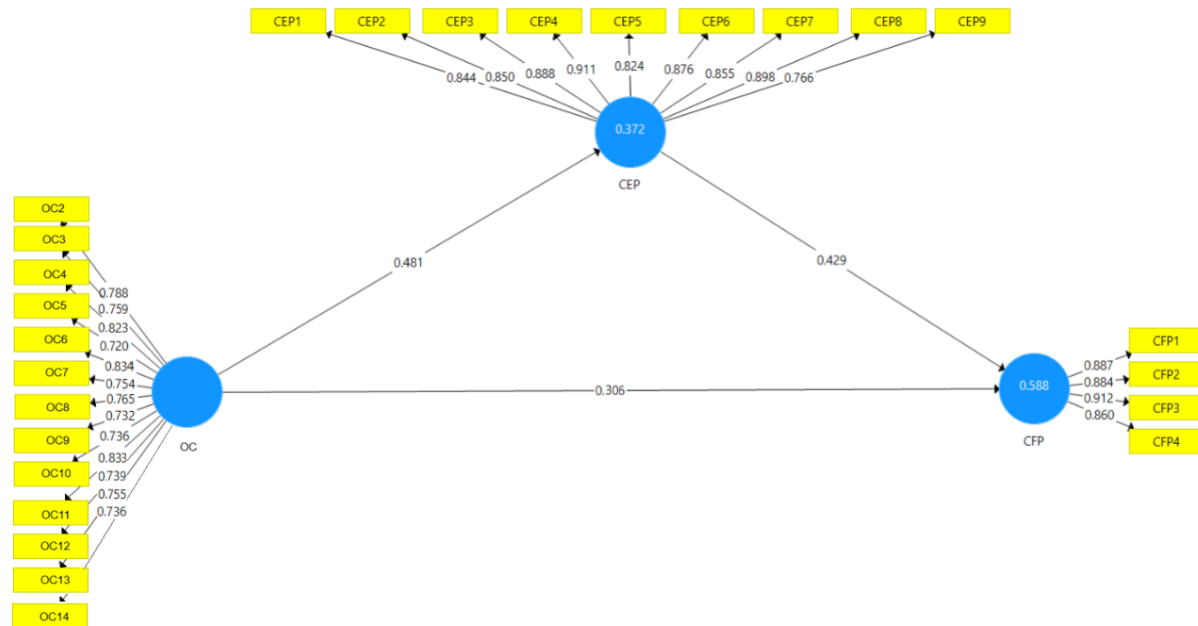 CEP1 CEP2 CEP3 CEP4 CEP5 CEP6 CEP7 CEP8 CEP9
0.844 0.850 0.888 0.911 0.824 0.876 0.855 0.898 0.766
0.372
CEP
0.481
0.429
0.306
OC2
OC3
OC4
OC5
OC6
OC7
OC8
OC9
OC10
OC11
OC12
OC13
OC14
0.788
0.759
0.823
0.720
0.834
0.754
0.765
0.732
0.736
0.833
0.739
0.755
0.736
OC
0.588
CFP
0.887
0.884
0.912
0.860
CFP1
CFP2
CFP3
CFP4